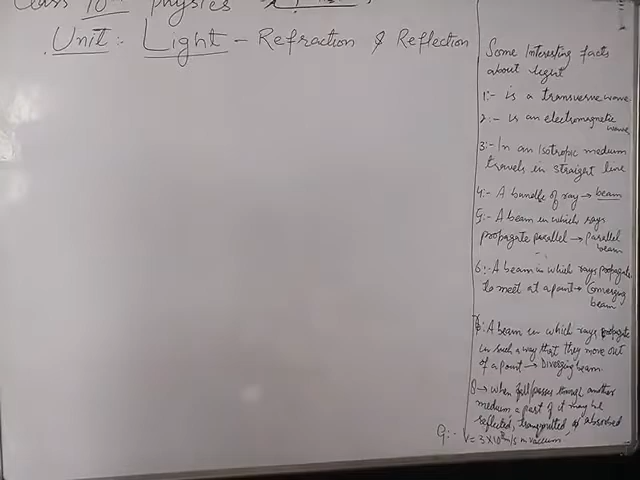 Class 10th Physics
Unit:- Light - Refraction & Reflection
Some Interesting facts
about light
1:- is a transverse wave.
2:- is an electromagnetic
wave
3:- In an isotropic medium
travels in straight line
4:- A bundle of ray → beam
5:- A beam in which rays
propagate parallel → parallel
beam
6:- A beam in which rays propagate
to meet at a point → Converging
beam
A beam in which rays propagate
in such a way that they move out
of a point → Diverging beam
8 → when fall/passes through another
medium, a part of it may be
reflected, transmitted, or absorbed
9:- V = 3×10⁸ m/s in vacuum